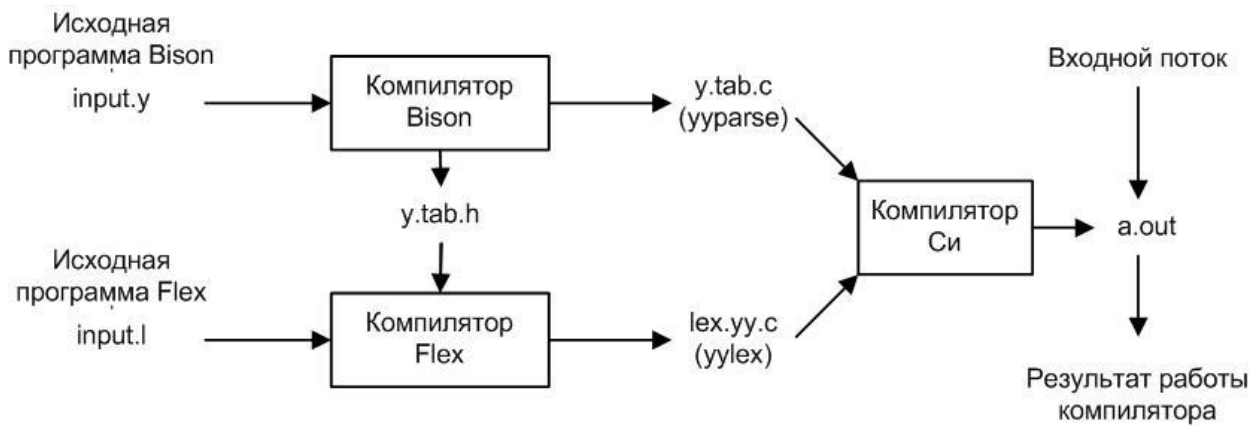 Исходная
программа Bison
input.y
Компилятор
Bison
y.tab.c
(yyparse)
Входной поток
y.tab.h
Компилятор
Си
a.out
Исходная
программа Flex
input.l
Компилятор
Flex
lex.yy.c
(yylex)
Результат работы
компилятора